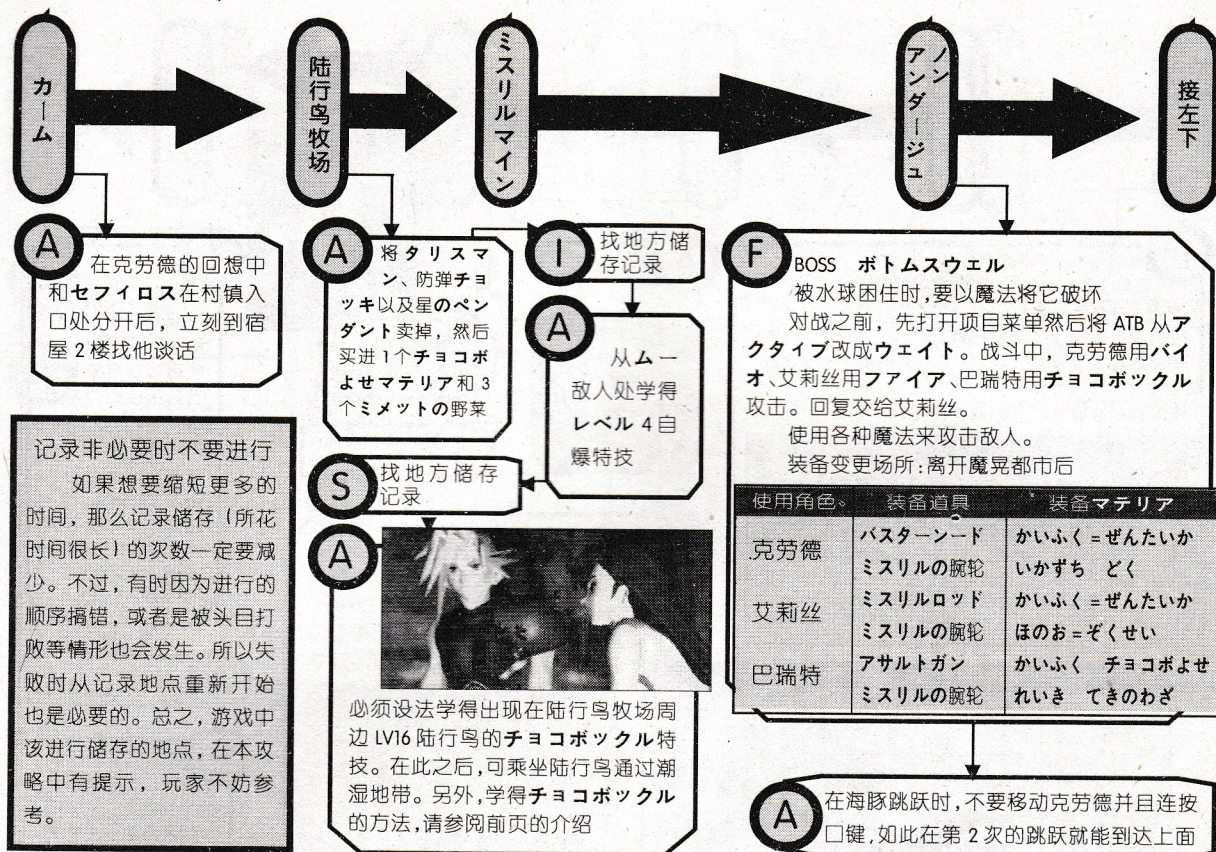 カーム
陆行鸟牧场
ミスリルマイン
ノン
アンダージュ
接左下
A
在克劳德的回想中
和セフィロス在村镇入
口处分开后，立刻到宿
屋2楼找他谈话
记录非必要时不要进行
如果想要缩短更多的
时间，那么记录储存（所花
时间很长）的次数一定要减
少。不过，有时因为进行的
顺序搞错，或者是被头目打
败等情形也会发生。所以失
败时从记录地点重新开始
也是必要的。总之，游戏中
该进行储存的地点，在本攻
略中有提示，玩家不妨参
考。
A
将タリスマ
ン、防弹チョ
ッキ以及星のペン
ダント卖掉，然后
买进1个チョコボ
よせマテリア和3
个ミメットの野菜
I
找地方储
存记录
A
从ムー
敌人处学得
レベル4自
爆特技
S
找地方储存
记录
A
必须设法学得出现在陆行鸟牧场周
边LV16陆行鸟的チョコボックル特
技。在此之后，可乘坐陆行鸟通过潮
湿地带。另外，学得チョコボックル
的方法，请参阅前页的介绍
F
BOSS ボトムスウェル
被水球困住时，要以魔法将它破坏
对战之前，先打开项目菜单然后将ATB从ア
クタイブ改成ウエイト。战斗中，克劳德用バイ
オ、艾莉丝用ファイア、巴瑞特用チョコボックル
攻击。回复交给艾莉丝。
使用各种魔法来攻击敌人。
装备变更场所：离开魔晃都市后
使用角色。 装备道具 装备マテリア
克劳德 バスターンード かいふく=ぜんたいか
ミスリルの腕轮 いかずち どく
艾莉丝 ミスリルロッド かいふく=ぜんたいか
ミスリルの腕轮 ほのお=ぞくせい
巴瑞特 アサルトガン かいふく チョコボよせ
ミスリルの腕轮 れいき てきのわざ
A
在海豚跳跃时，不要移动克劳德并且连按
□键，如此在第2次的跳跃就能到达上面